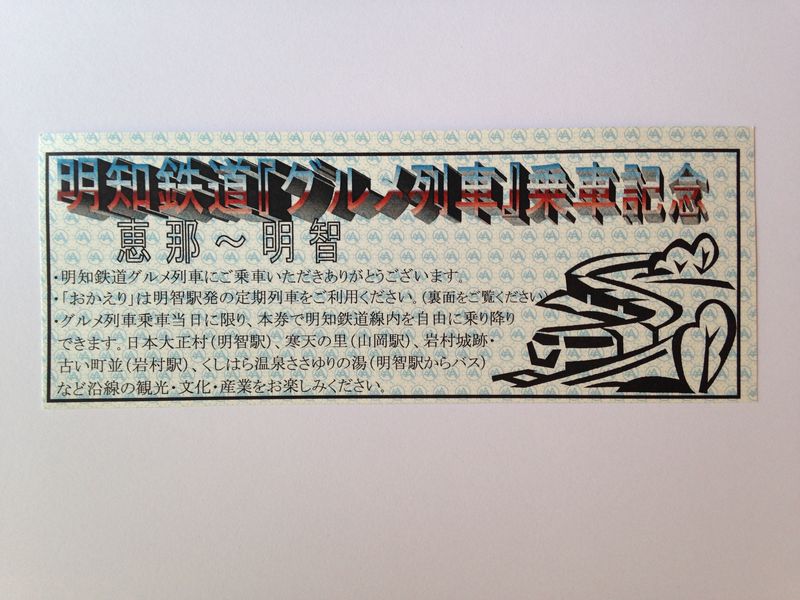 明知鉄道『グルメ列車』乗車記念
恵那～明智
・明知鉄道グルメ列車にご乗車いただきありがとうございます。
・「おかえり」は明智駅発の定期列車をご利用ください。(裏面をご覧ください)
・グルメ列車乗車当日に限り、本券で明知鉄道線内を自由に乗り降り
できます。日本大正村(明智駅)、寒天の里(山岡駅)、岩村城跡・
古い町並(岩村駅)、くしはら温泉ささゆりの湯(明智駅からバス)
など沿線の観光・文化・産業をお楽しみください。